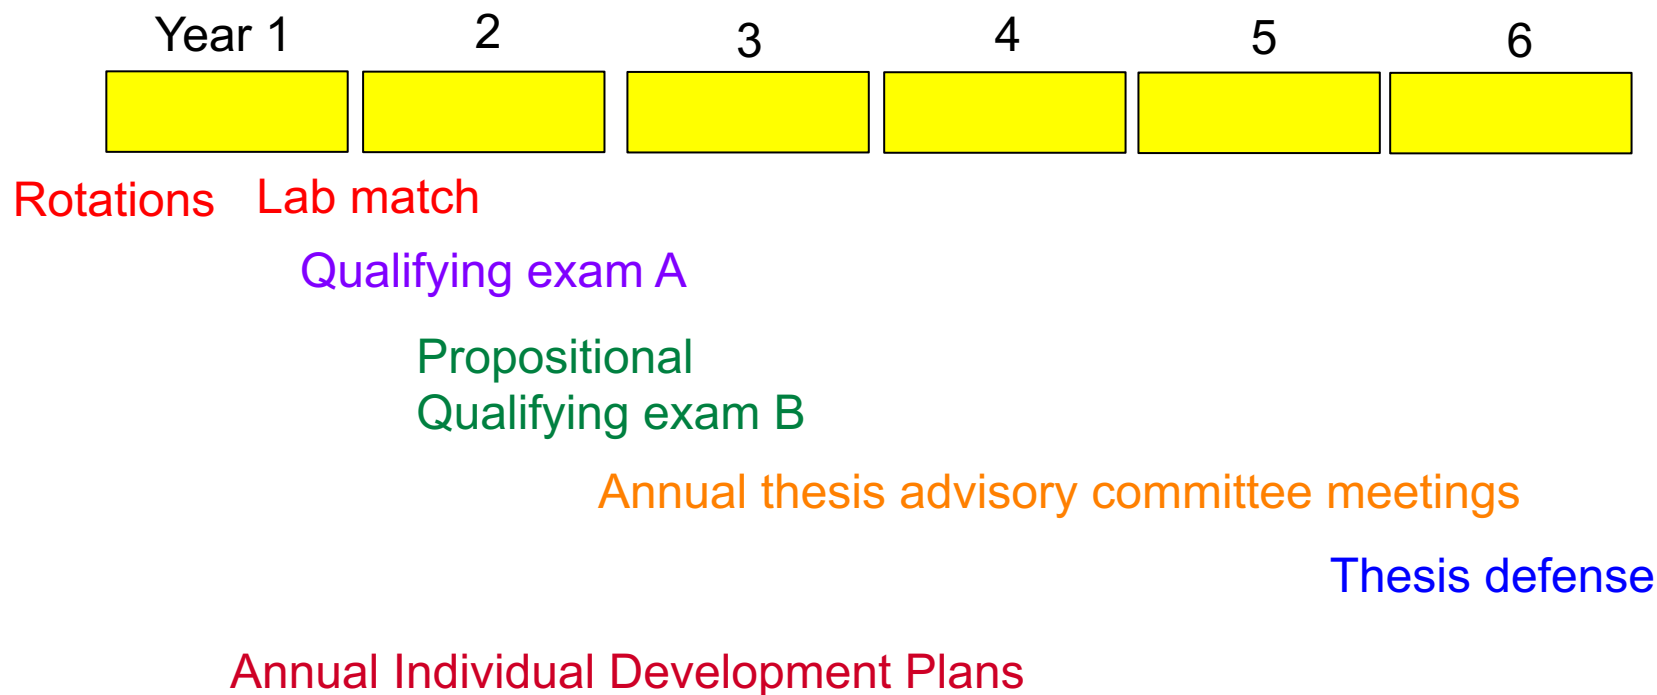 Year 1 2 3 4 5 6
Rotations Lab match
Qualifying exam A
Propositional
Qualifying exam B
Annual thesis advisory committee meetings
Thesis defense
Annual Individual Development Plans